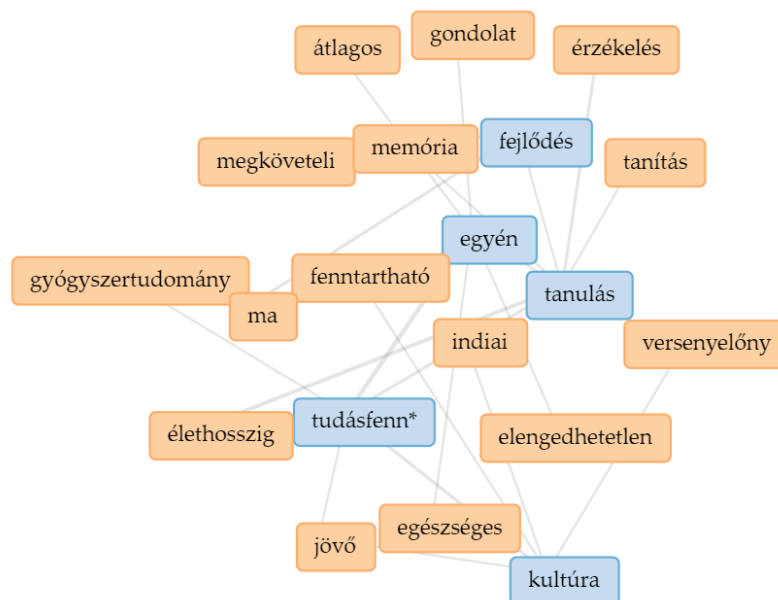 gondolat
átlagos
érzékelés
fejlődés
memória
megköveteli
tanítás
egyén
fenntartható
gyógyszertudomány
tanulás
ma
indiai
versenyelőny
tudásfenn*
élethosszig
elengedhetetlen
egészséges
jövő
kultúra